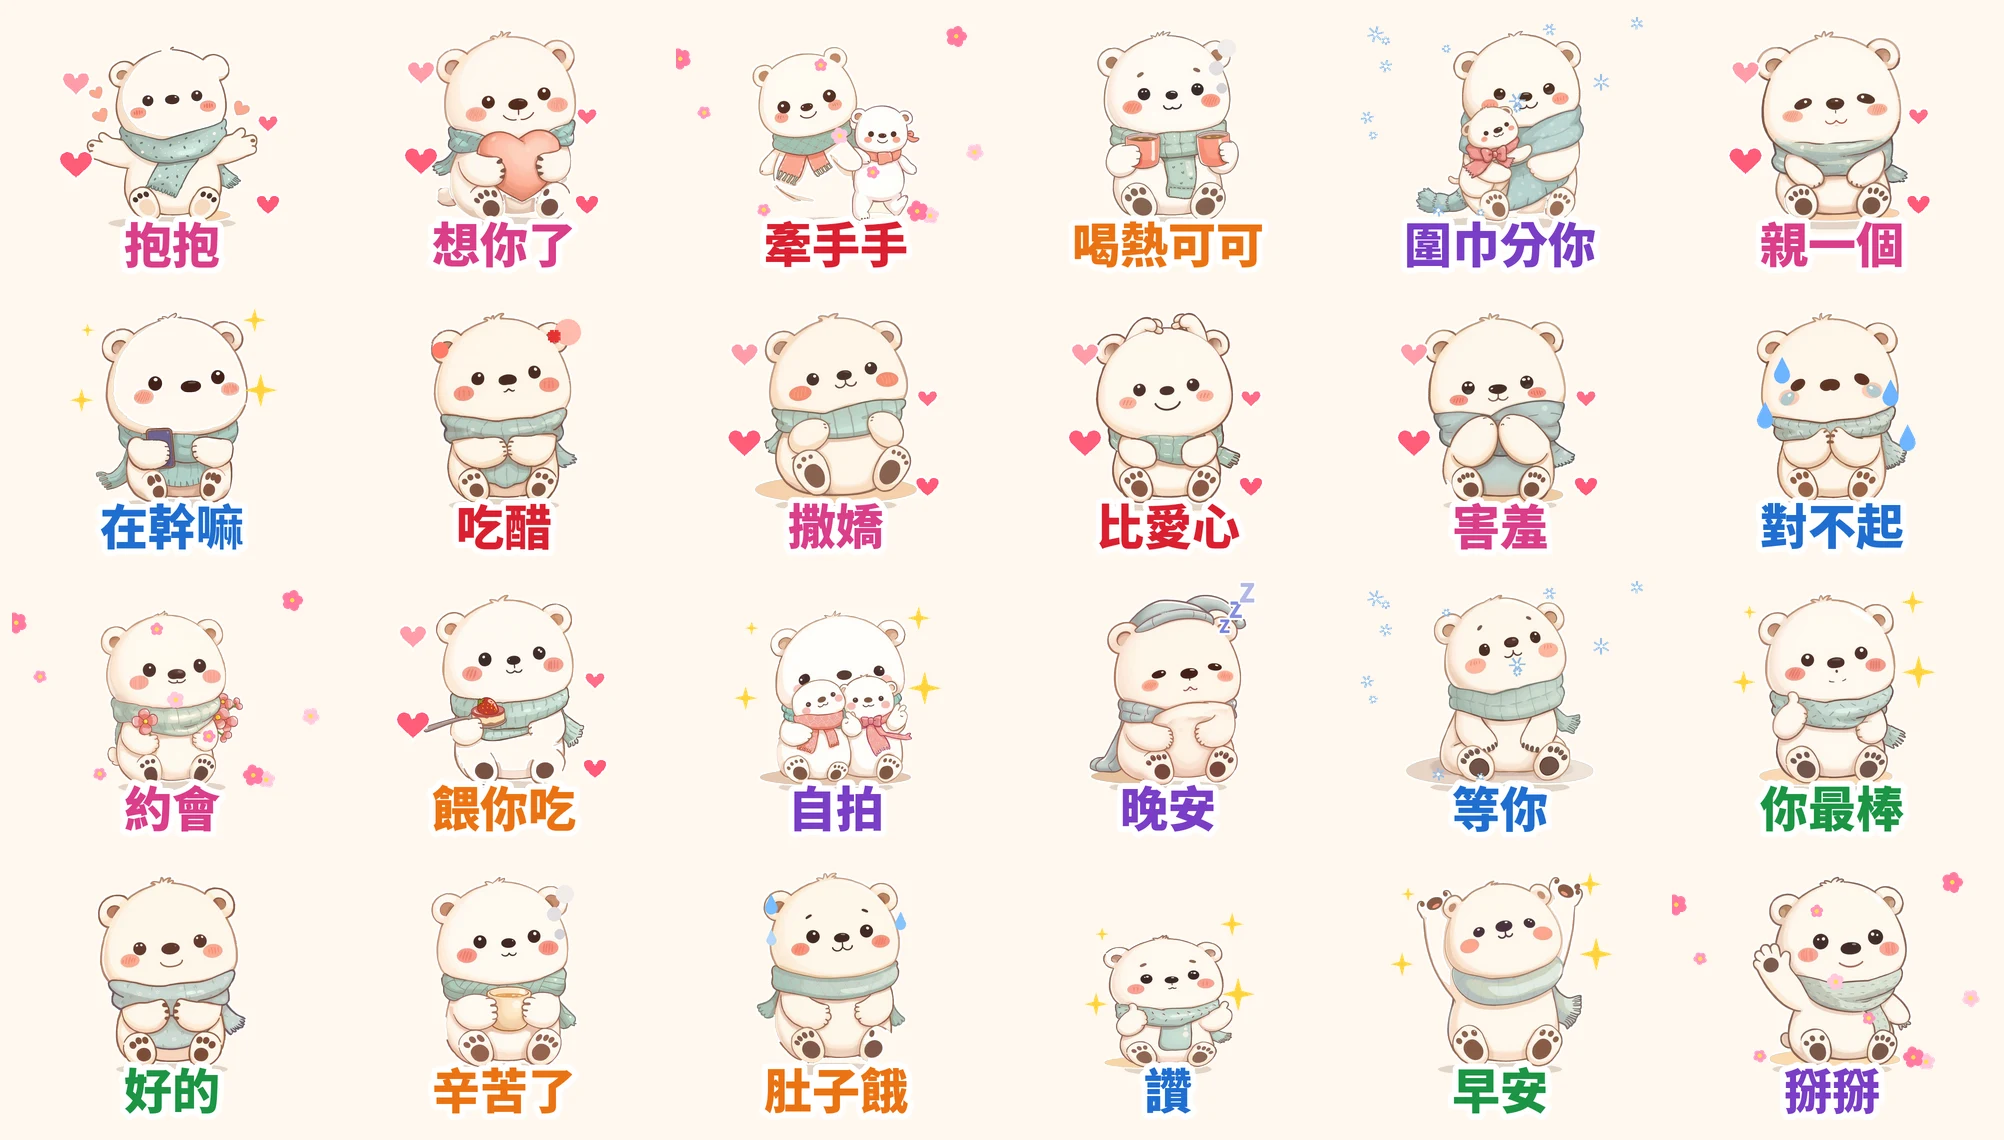 抱抱
想你了
牽手手
喝熱可可
圍巾分你
親一個
在幹嘛
吃醋
撒嬌
比愛心
害羞
對不起
約會
餵你吃
自拍
晚安
z z Z
等你
你最棒
好的
辛苦了
肚子餓
讚
早安
掰掰